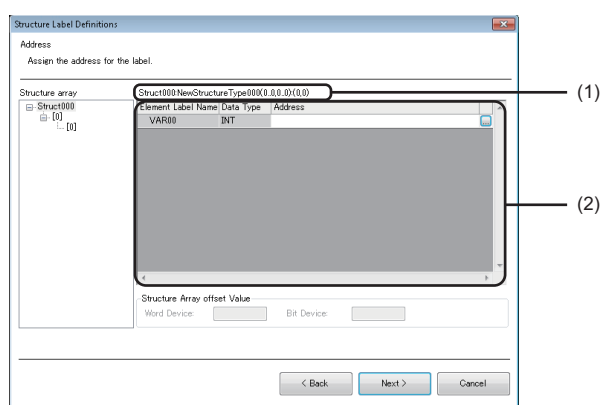 Structure Label Definitions
Address
Assign the address for the label.
Structure array
Struct000:NewStructureType000(0..0,0..0):(0,0)
(1)
Struct000
[0]
[0]
Element Label Name Data Type Address
VAR00 INT
...
(2)
Structure Array offset Value
Word Device:
Bit Device:
< Back
Next >
Cancel